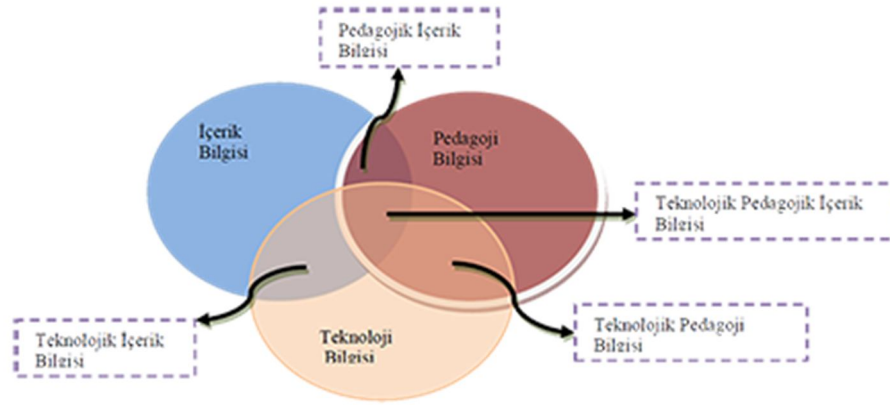 Pedagojik İçerik
Bilgisi
İçerik
Bilgisi
Pedagoji
Bilgisi
Teknolojik Pedagojik İçerik
Bilgisi
Teknolojik İçerik
Bilgisi
Teknoloji
Bilgisi
Teknolojik Pedagoji
Bilgisi